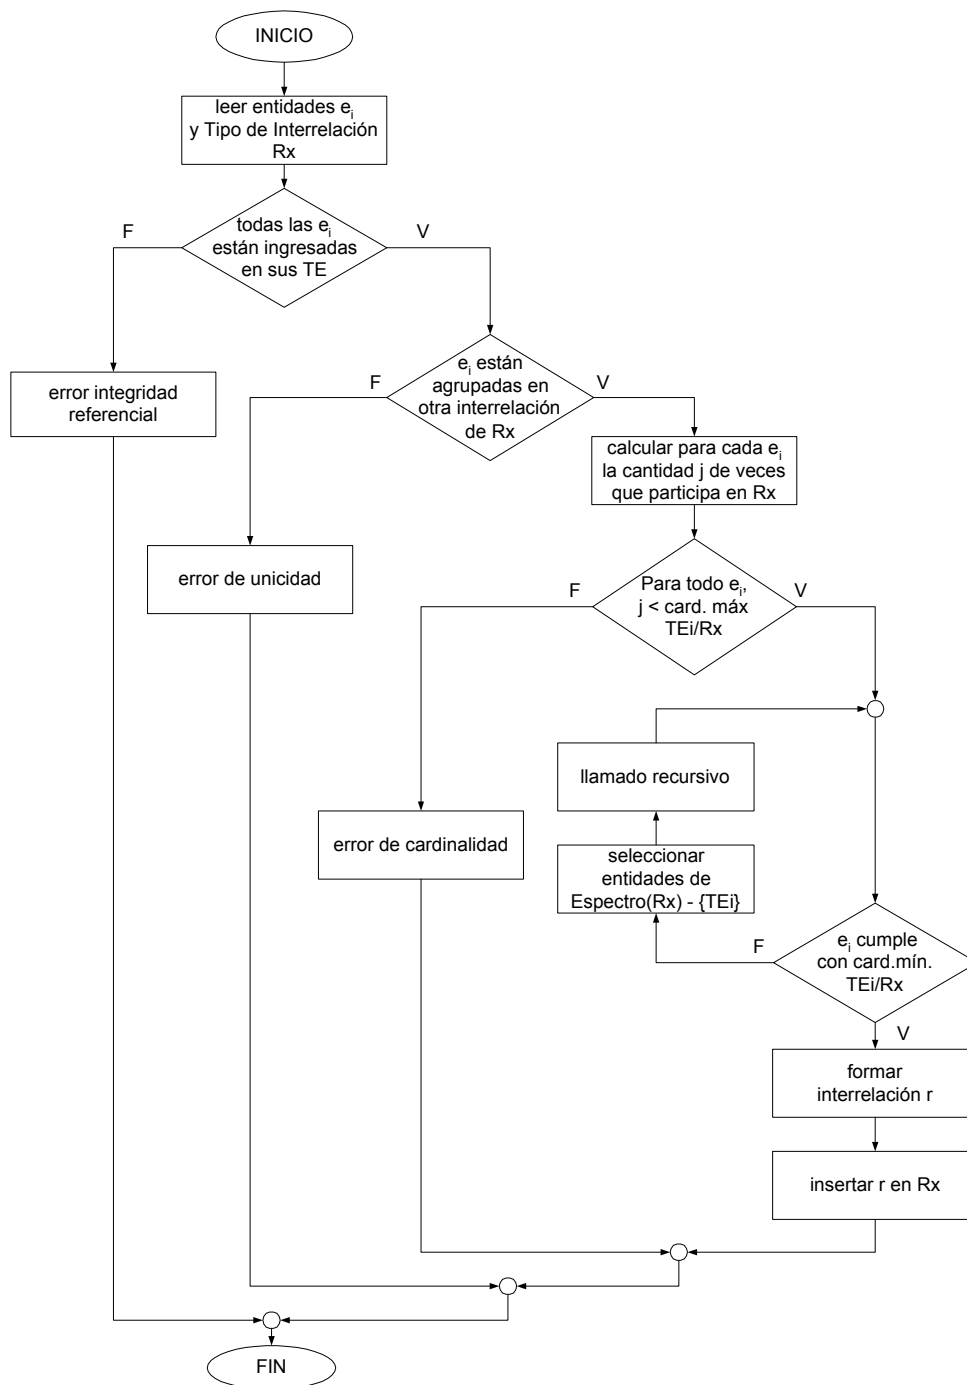 INICIO
leer entidades ei
y Tipo de Interrelación
Rx
todas las ei
están ingresadas
en sus TE
F
V
ei están
agrupadas en
otra interrelación
de Rx
F
V
error integridad
referencial
calcular para cada ei
la cantidad j de veces
que participa en Rx
error de unicidad
Para todo ei,
j < card. máx
TEi/Rx
F
V
llamado recursivo
error de cardinalidad
seleccionar
entidades de
Espectro(Rx) - {TEi}
ei cumple
con card.mín.
TEi/Rx
F
V
formar
interrelación r
insertar r en Rx
FIN